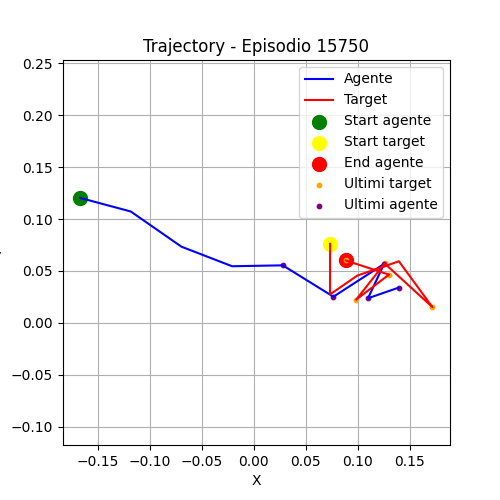 Trajectory - Episodio 15750
Agente
Target
Start agente
Start target
End agente
Ultimi target
Ultimi agente
0.25
0.20
0.15
0.10
0.05
0.00
−0.05
−0.10
−0.15 −0.10 −0.05 0.00 0.05 0.10 0.15
X